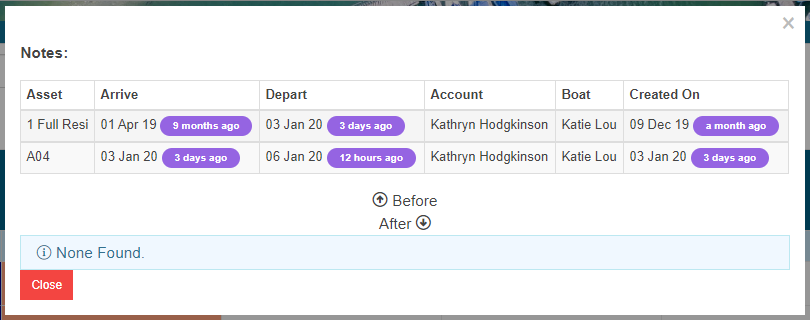 ×
Notes:
Asset Arrive Depart Account Boat Created On
1 Full Resi 01 Apr 19 9 months ago 03 Jan 20 3 days ago Kathryn Hodgkinson Katie Lou 09 Dec 19 a month ago
A04 03 Jan 20 3 days ago 06 Jan 20 12 hours ago Kathryn Hodgkinson Katie Lou 03 Jan 20 3 days ago
Before
After
None Found.
Close